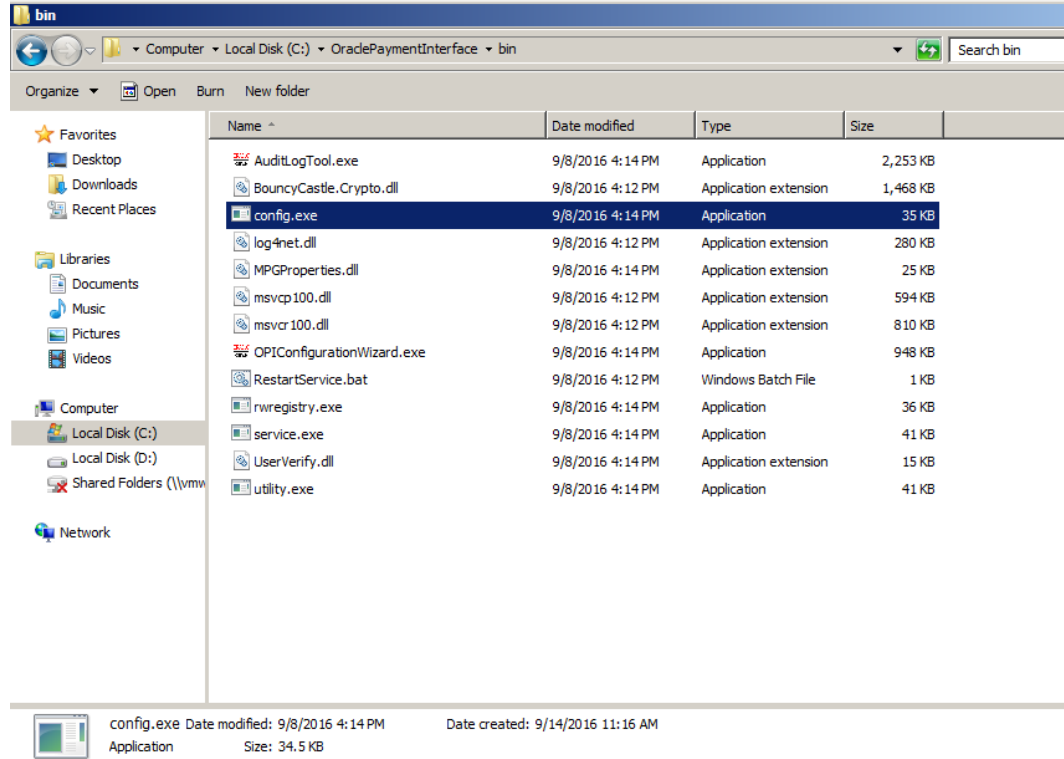 bin
Computer Local Disk (C:) OraclePaymentInterface bin Search bin
Organize Open Burn New folder
Name Date modified Type Size
Favorites
Desktop
Downloads
Recent Places
Libraries
Documents
Music
Pictures
Videos
Computer
Local Disk (C:)
Local Disk (D:)
Shared Folders (\\vmw
Network
AuditLogTool.exe 9/8/2016 4:14 PM Application 2,253 KB
BouncyCastle.Crypto.dll 9/8/2016 4:12 PM Application extension 1,468 KB
config.exe 9/8/2016 4:14 PM Application 35 KB
log4net.dll 9/8/2016 4:12 PM Application extension 280 KB
MPGProperties.dll 9/8/2016 4:12 PM Application extension 25 KB
msvcp100.dll 9/8/2016 4:12 PM Application extension 594 KB
msvcr100.dll 9/8/2016 4:12 PM Application extension 810 KB
OPIConfigurationWizard.exe 9/8/2016 4:14 PM Application 948 KB
RestartService.bat 9/8/2016 4:12 PM Windows Batch File 1 KB
rwregistry.exe 9/8/2016 4:14 PM Application 36 KB
service.exe 9/8/2016 4:14 PM Application 41 KB
UserVerify.dll 9/8/2016 4:14 PM Application extension 15 KB
utility.exe 9/8/2016 4:14 PM Application 41 KB
config.exe Date modified: 9/8/2016 4:14 PM Date created: 9/14/2016 11:16 AM
Application Size: 34.5 KB